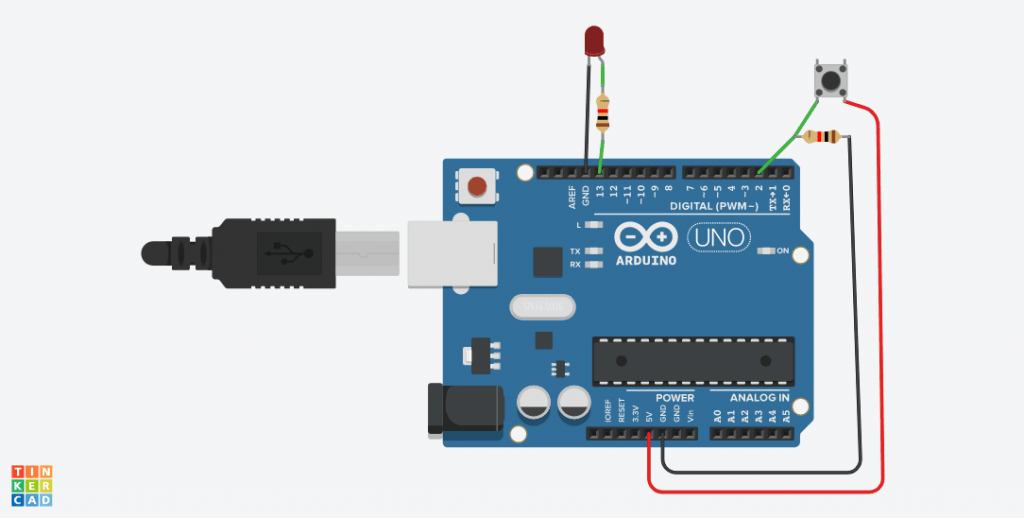 AREF
GND
13
12
~11
~10
~9
8
7
~6
~5
4
~3
2
TX→1
RX←0
DIGITAL (PWM~)
L
TX
RX
ARDUINO
UNO
ON
POWER
ANALOG IN
IOREF
RESET
3.3V
5V
GND
GND
Vin
A0
A1
A2
A3
A4
A5
TIN
KER
CAD